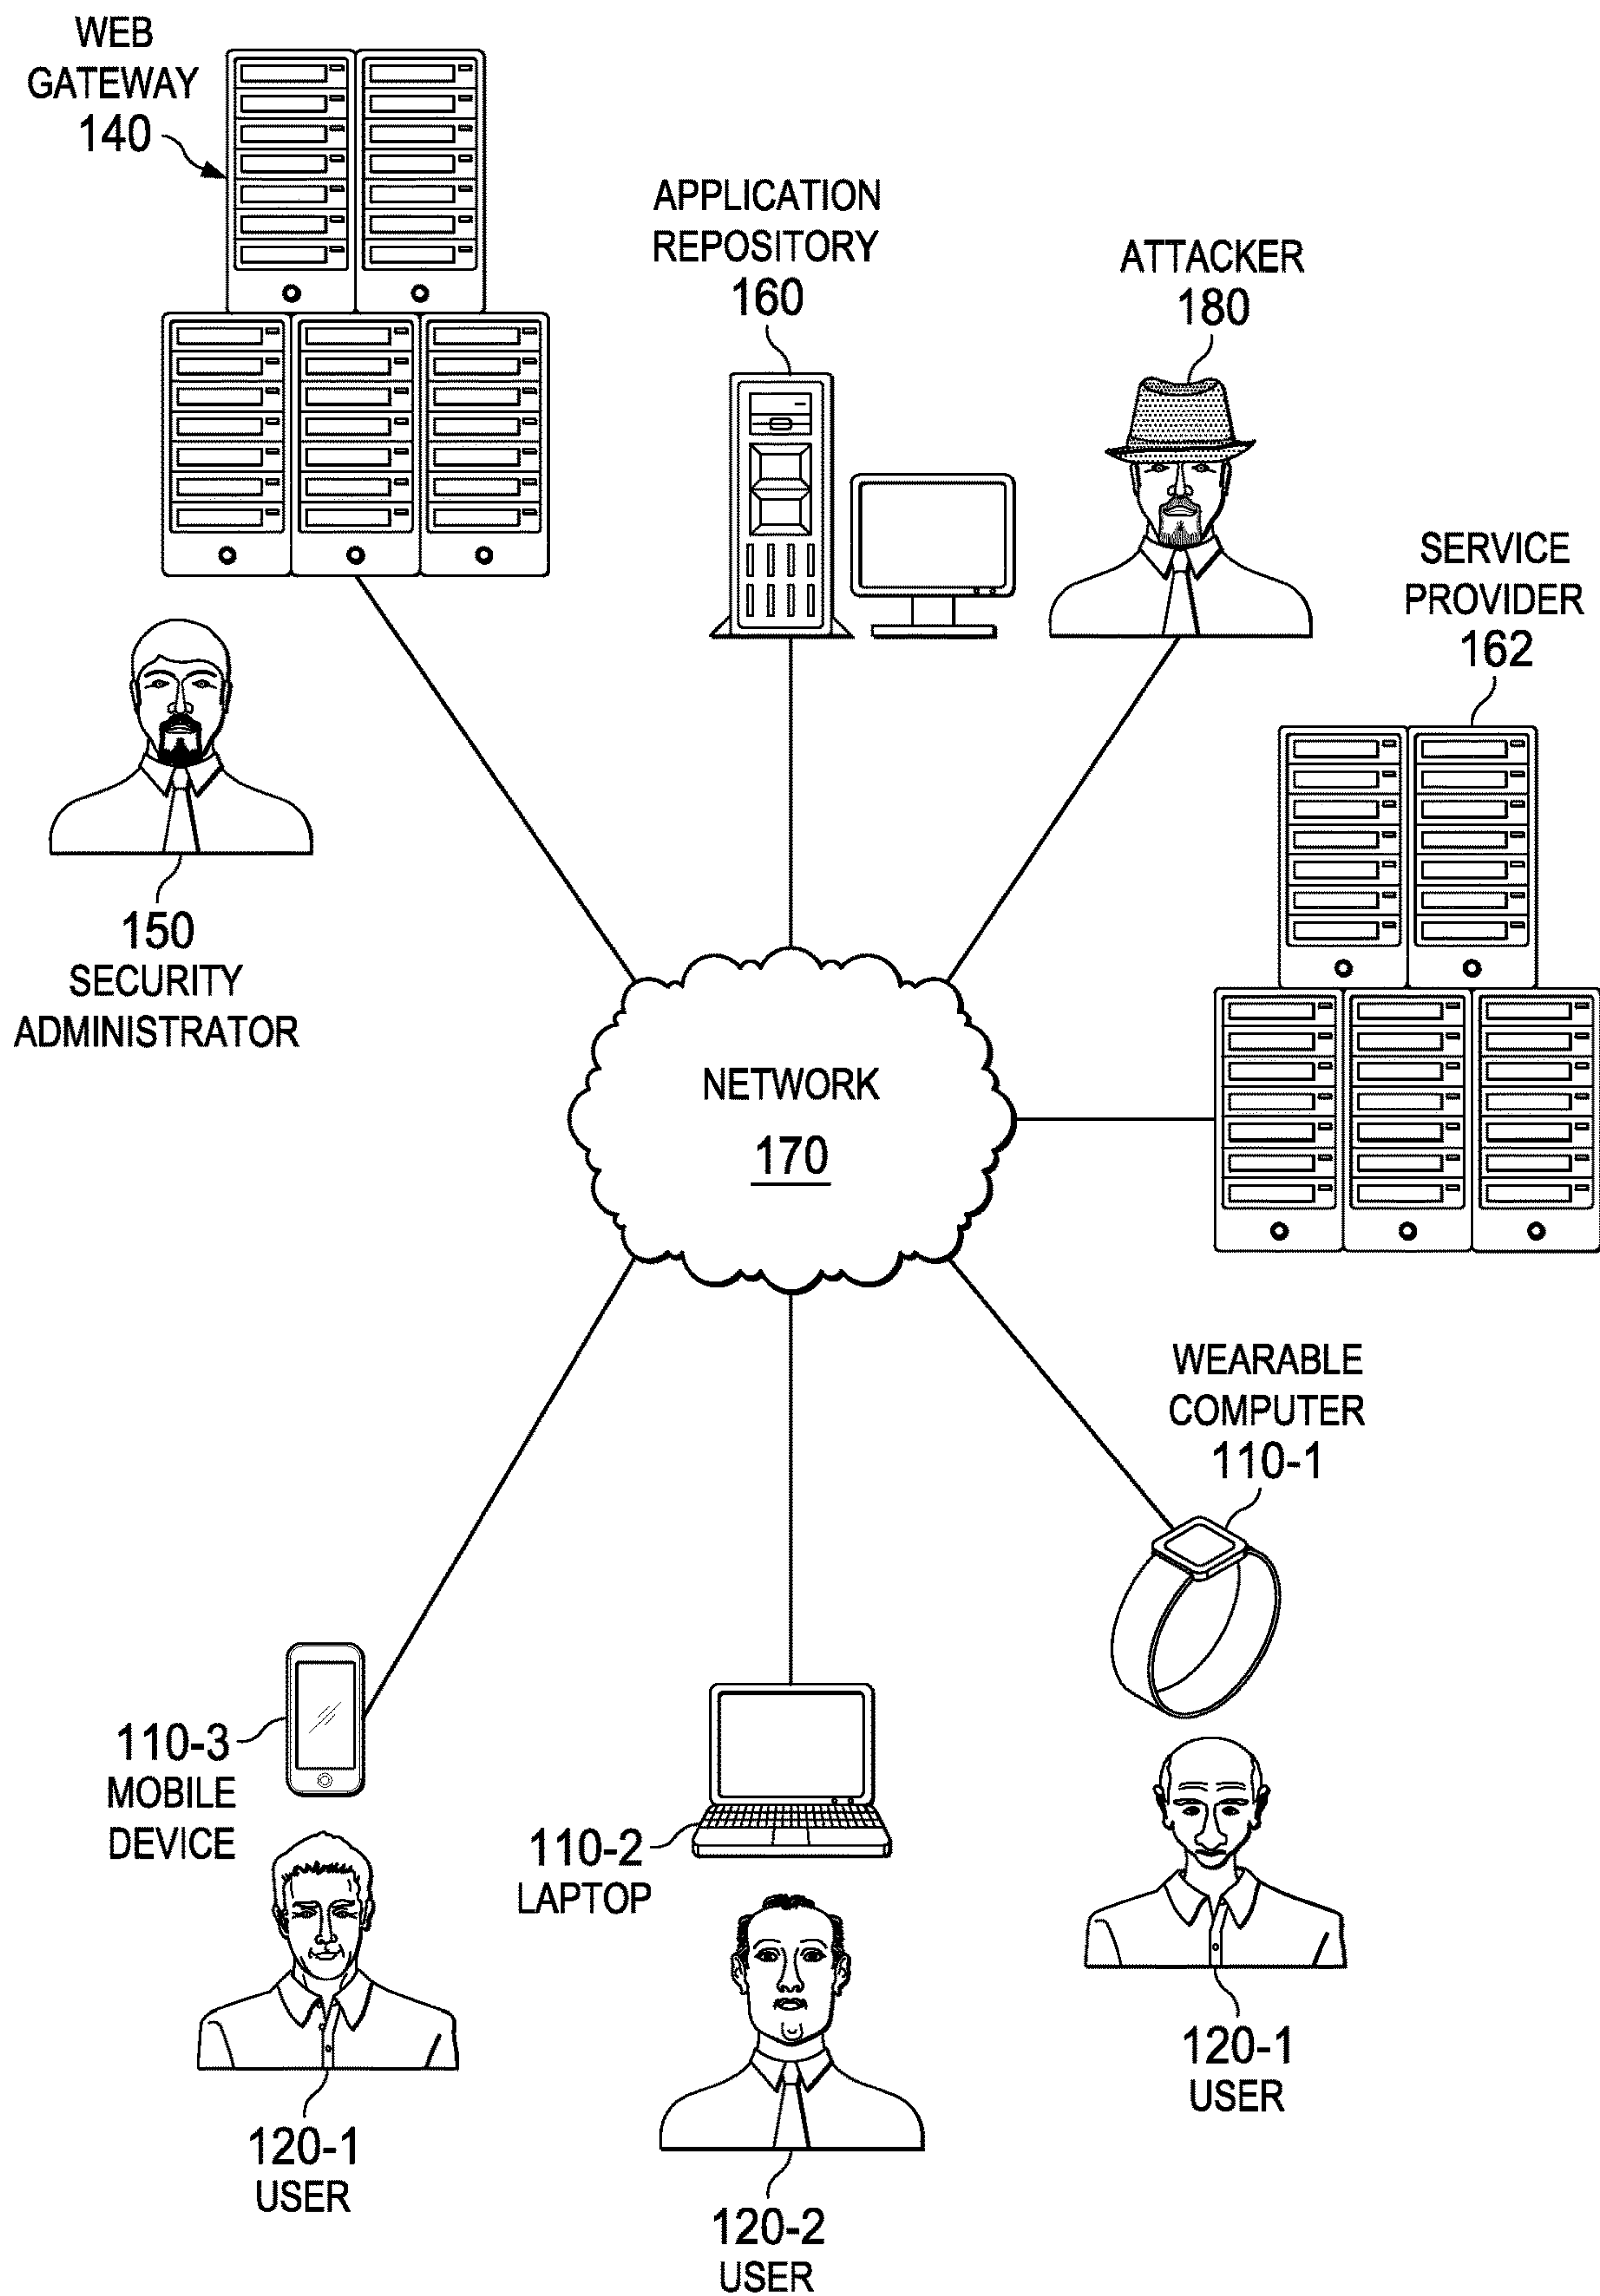 WEB
GATEWAY
140
APPLICATION
REPOSITORY
160
ATTACKER
180
SERVICE
PROVIDER
162
150
SECURITY
ADMINISTRATOR
NETWORK
170
WEARABLE
COMPUTER
110-1
110-3
MOBILE
DEVICE
110-2
LAPTOP
120-1
USER
120-1
USER
120-2
USER